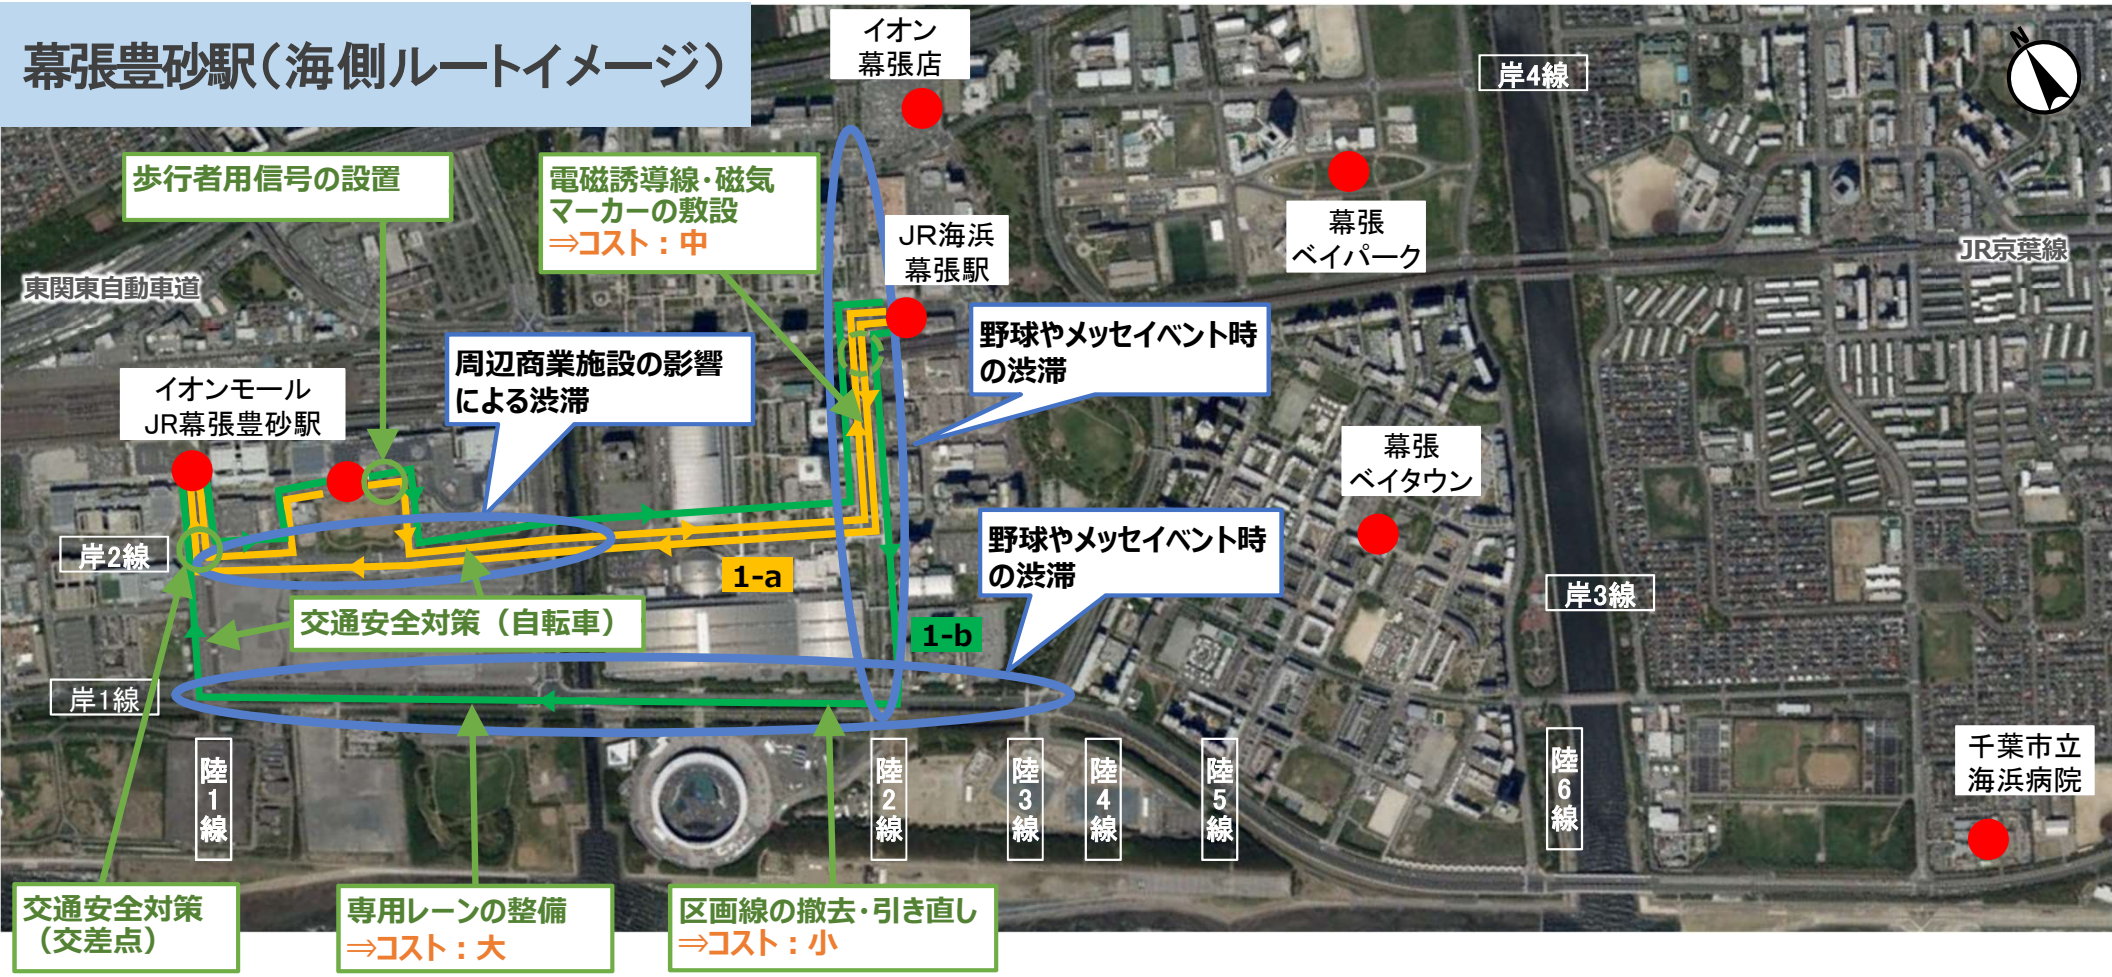 幕張豊砂駅(海側ルートイメージ)
イオン
幕張店
岸4線
N
歩行者用信号の設置
電磁誘導線・磁気
マーカーの敷設
⇒コスト：中
JR海浜
幕張駅
幕張
ベイパーク
JR京葉線
東関東自動車道
周辺商業施設の影響
による渋滞
野球やメッセイベント時
の渋滞
イオンモール
JR幕張豊砂駅
幕張
ベイタウン
岸2線
野球やメッセイベント時
の渋滞
1-a
岸3線
交通安全対策（自転車）
1-b
岸1線
陸1線
陸2線
陸3線
陸4線
陸5線
陸6線
千葉市立
海浜病院
交通安全対策
（交差点）
専用レーンの整備
⇒コスト：大
区画線の撤去・引き直し
⇒コスト：小